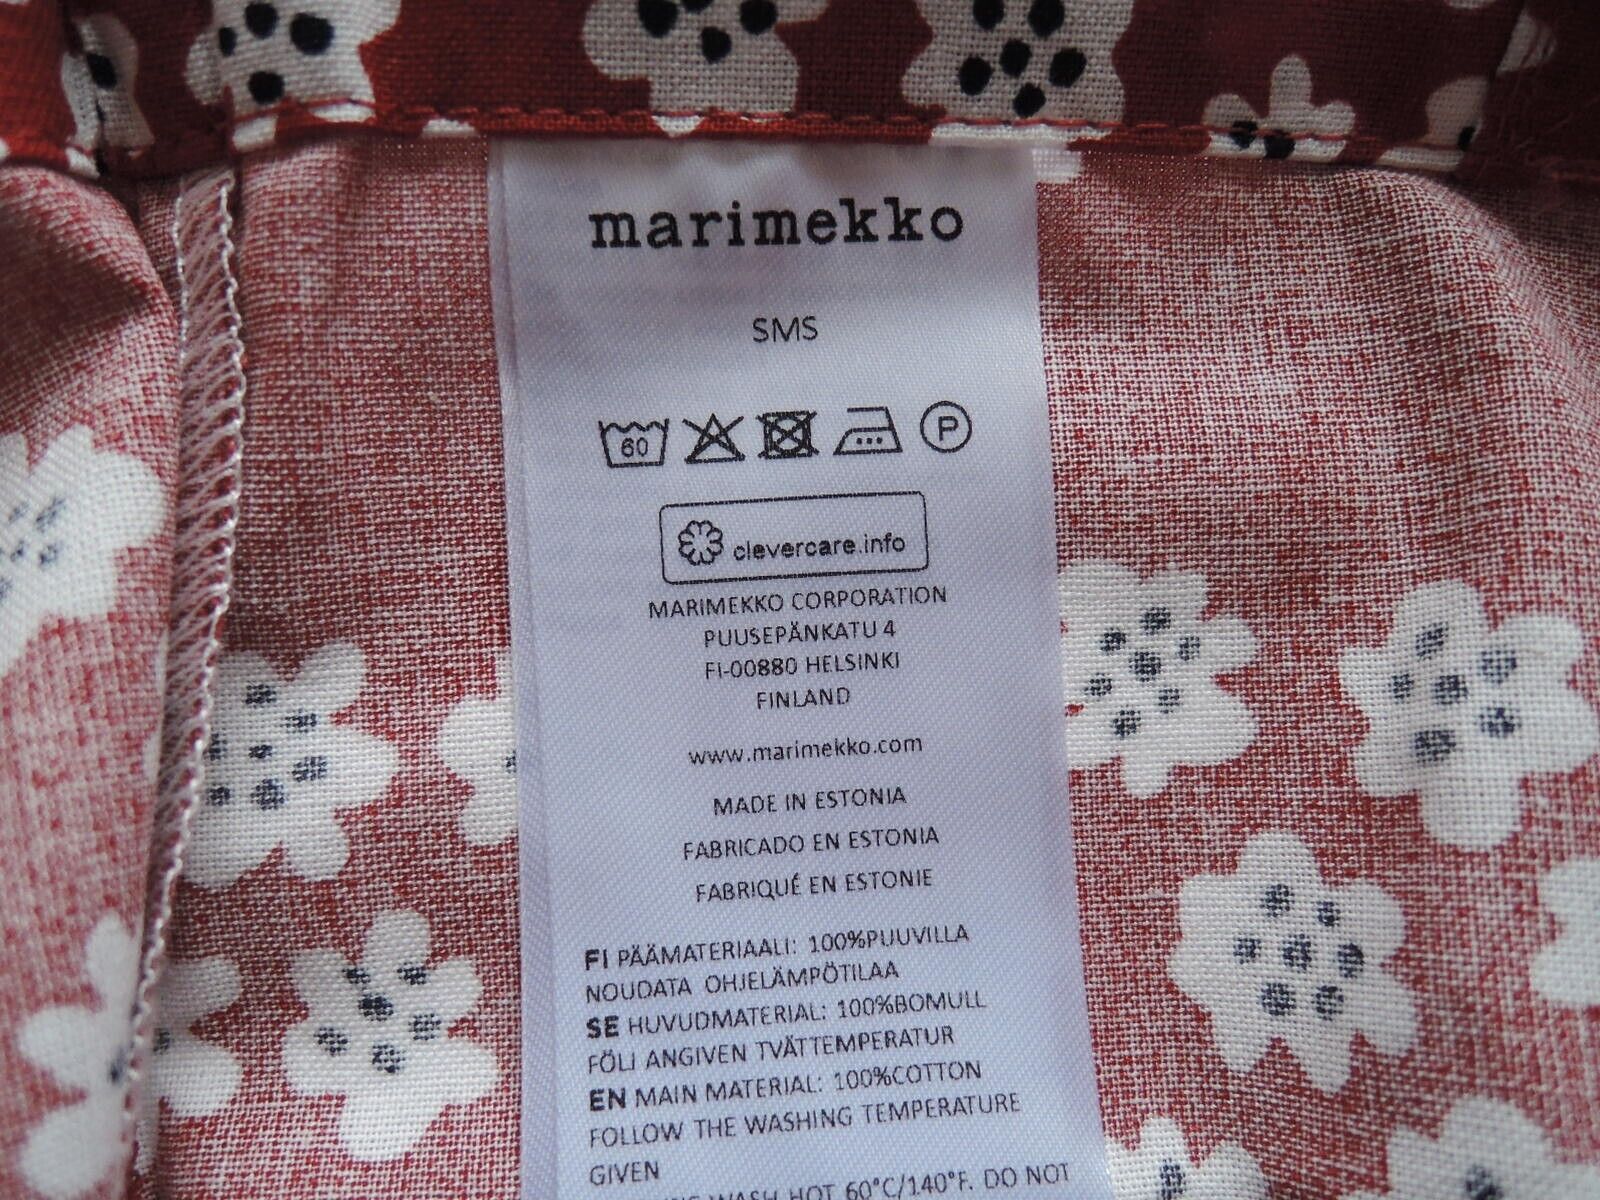 marimekko
SMS
60 P
clevercare.info
MARIMEKKO CORPORATION
PUUSEPÄNKATU 4
FI-00880 HELSINKI
FINLAND
www.marimekko.com
MADE IN ESTONIA
FABRICADO EN ESTONIA
FABRIQUÉ EN ESTONIE
FI PÄÄMATERIAALI: 100%PUUVILLA
NOUDATA OHJELÄMPÖTILAA
SE HUVUDMATERIAL: 100%BOMULL
FÖLJ ANGIVEN TVÄTTEMPERATUR
EN MAIN MATERIAL: 100%COTTON
FOLLOW THE WASHING TEMPERATURE
GIVEN
WASH HOT 60°C/140°F. DO NOT